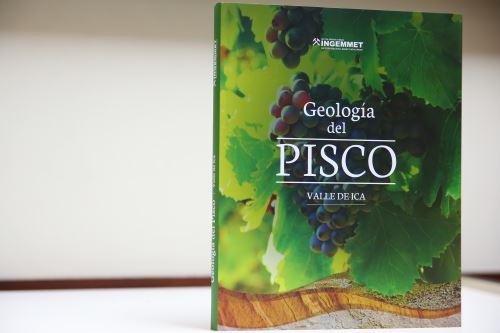 INGEMMET
Geología
del
PISCO
VALLE DE ICA